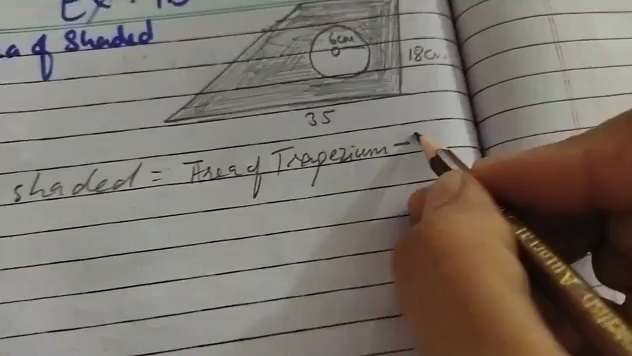 Ex.
a of Shaded
6cm
18cm
35
shaded = Area of Trapezium -